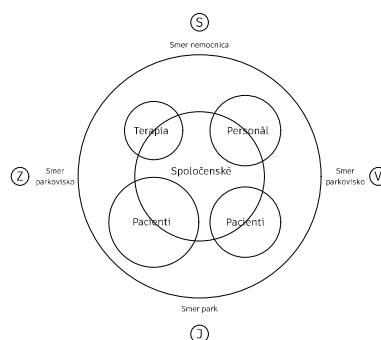 S
Smer nemocnica
Terapia
Personál
Spoločenské
Z
Smer
parkovisko
Smer
parkovisko
V
Pacienti
Pacienti
Smer park
J